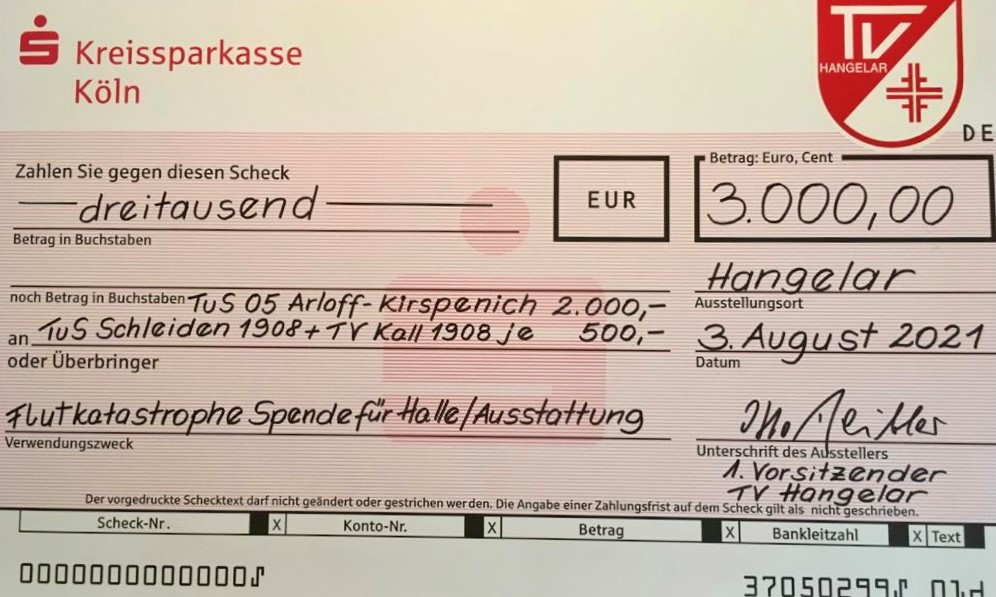 Kreissparkasse
Köln
TV
HANGELAR
DE
Zahlen Sie gegen diesen Scheck
dreitausend
Betrag in Buchstaben
EUR
Betrag: Euro, Cent
3.000,00
noch Betrag in Buchstaben TuS 05 Arloff-Kirspenich 2.000,-
an TuS Schleiden 1908 + TV Kall 1908 je 500,-
oder Überbringer
Hangelar
Ausstellungsort
3. August 2021
Datum
Flutkatastrophe Spende für Halle/Ausstattung
Verwendungszweck
Unterschrift des Ausstellers
1. Vorsitzender
TV Hangelar
Der vorgedruckte Schecktext darf nicht geändert oder gestrichen werden. Die Angabe einer Zahlungsfrist auf dem Scheck gilt als nicht geschrieben.
Scheck-Nr. X Konto-Nr. X Betrag X Bankleitzahl X Text
0000000000000⑀ 37050299⑀ 01